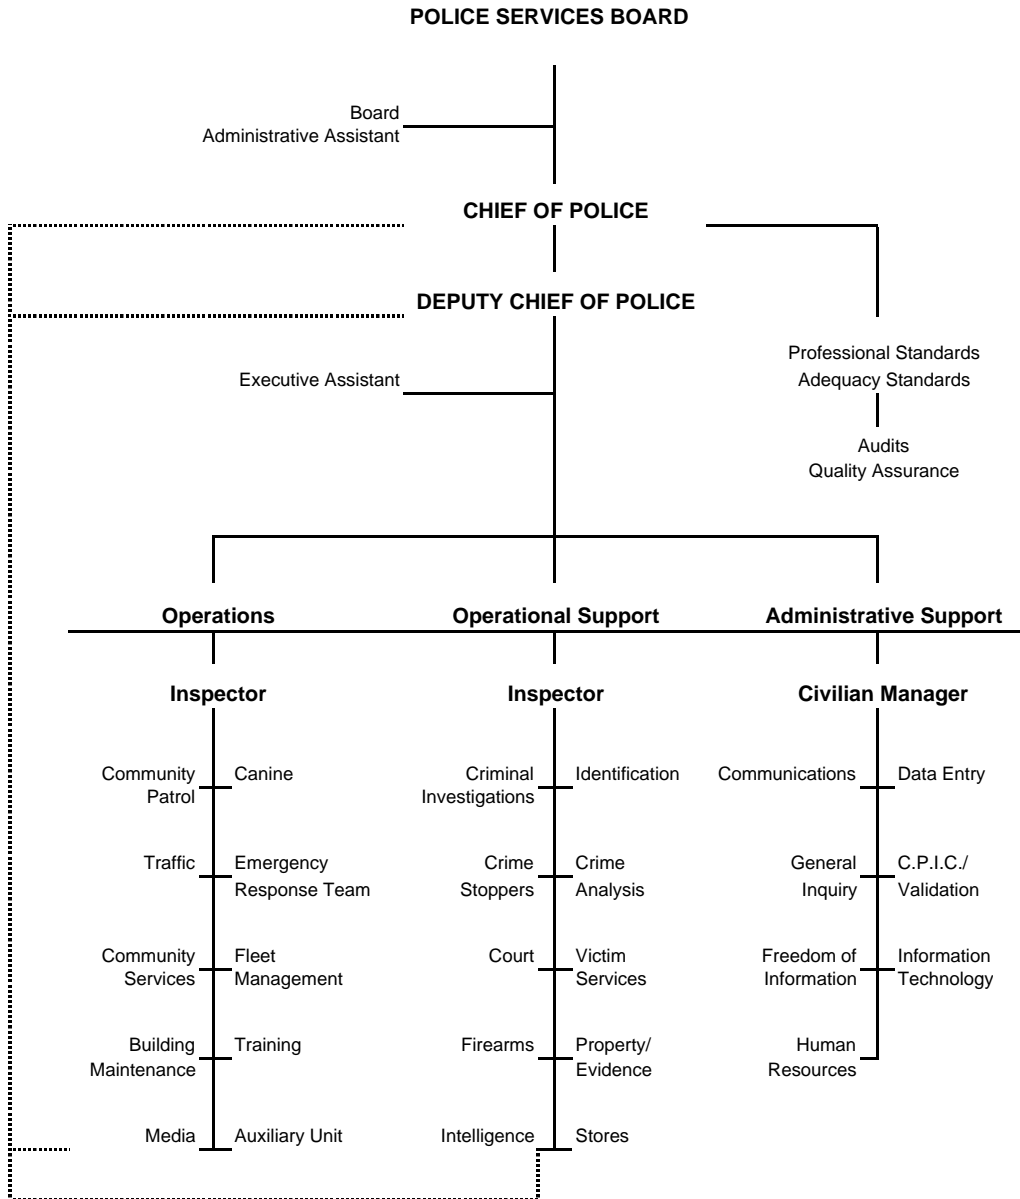 POLICE SERVICES BOARD
Board
Administrative Assistant
CHIEF OF POLICE
DEPUTY CHIEF OF POLICE
Executive Assistant
Professional Standards
Adequacy Standards
Audits
Quality Assurance
Operations
Operational Support
Administrative Support
Inspector
Inspector
Civilian Manager
Community
Patrol
Canine
Traffic
Emergency
Response Team
Community
Services
Fleet
Management
Building
Maintenance
Training
Media
Auxiliary Unit
Criminal
Investigations
Identification
Crime
Stoppers
Crime
Analysis
Court
Victim
Services
Firearms
Property/
Evidence
Intelligence
Stores
Communications
Data Entry
General
Inquiry
C.P.I.C./
Validation
Freedom of
Information
Information
Technology
Human
Resources